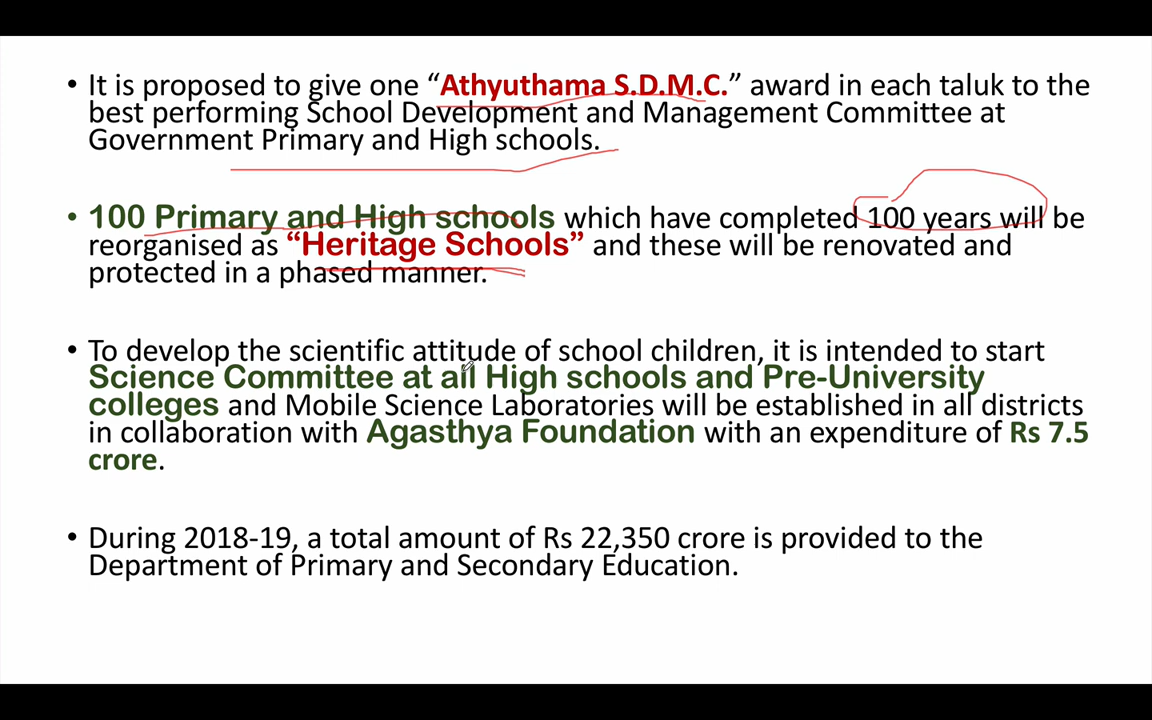 • It is proposed to give one “Athyuthama S.D.M.C.” award in each taluk to the
best performing School Development and Management Committee at
Government Primary and High schools.
• 100 Primary and High schools which have completed 100 years will be
reorganised as “Heritage Schools” and these will be renovated and
protected in a phased manner.
• To develop the scientific attitude of school children, it is intended to start
Science Committee at all High schools and Pre-University
colleges and Mobile Science Laboratories will be established in all districts
in collaboration with Agasthya Foundation with an expenditure of Rs 7.5
crore.
• During 2018-19, a total amount of Rs 22,350 crore is provided to the
Department of Primary and Secondary Education.